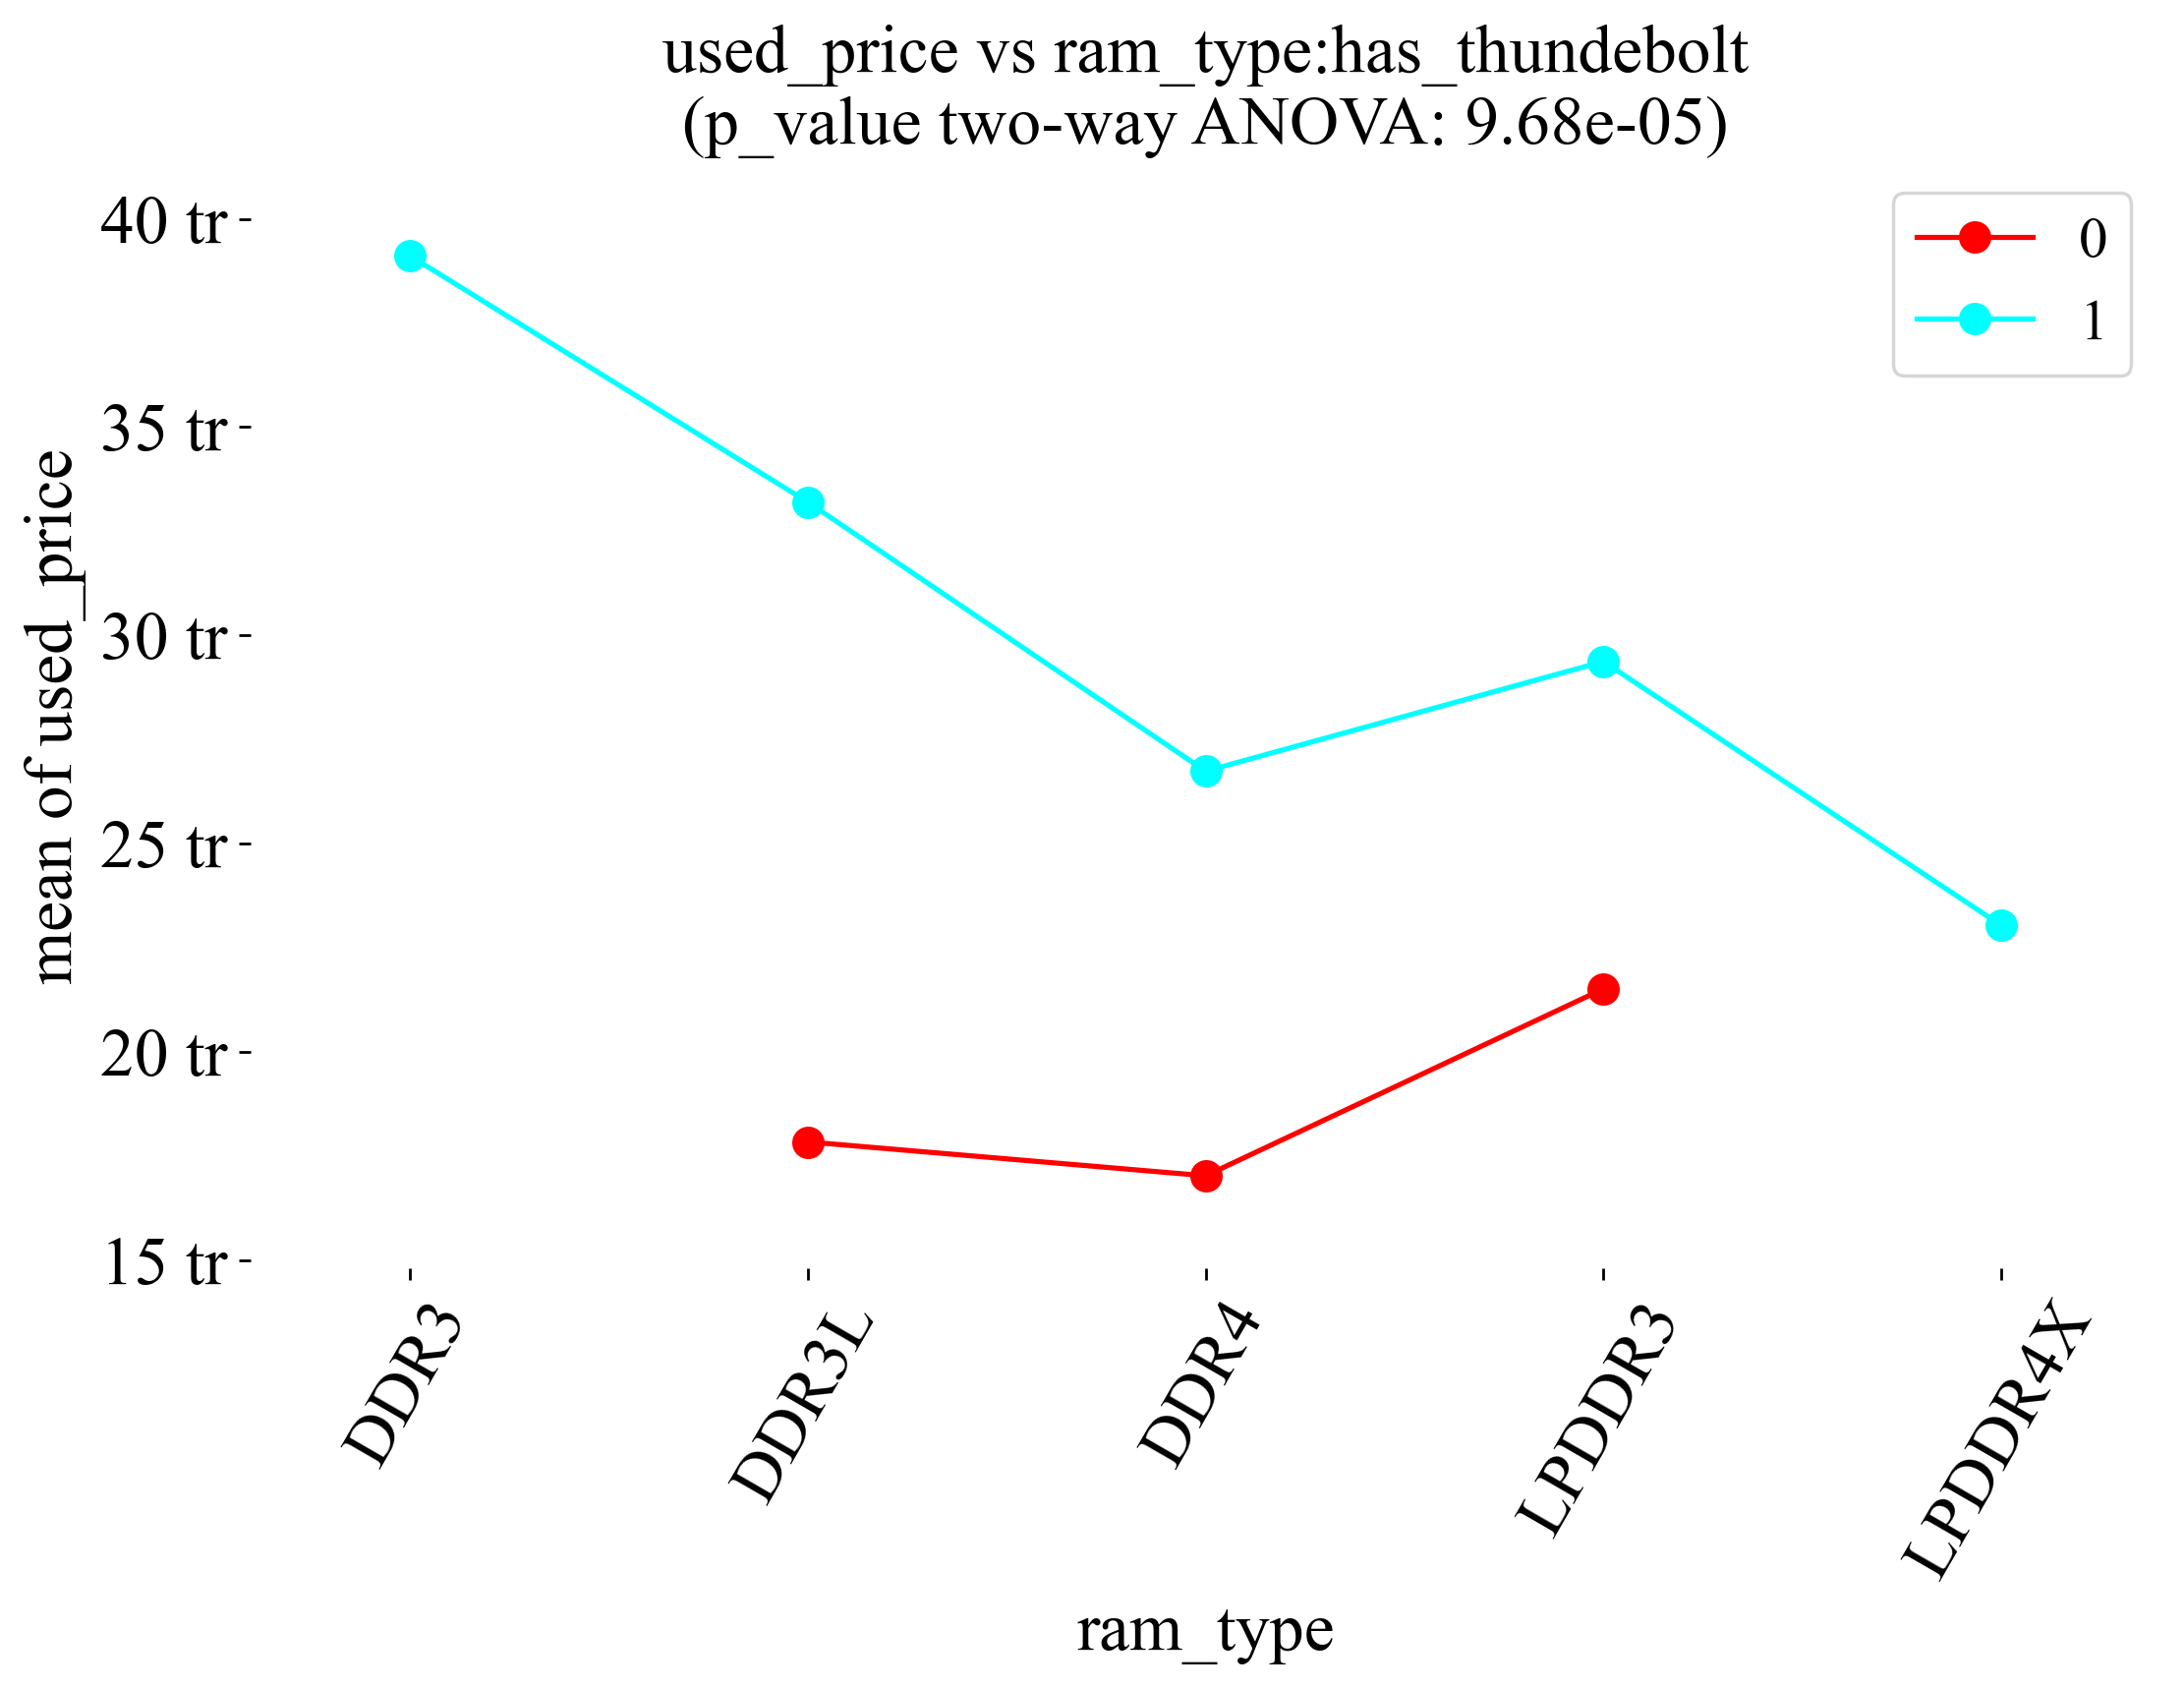 used_price vs ram_type:has_thundebolt
(p_value two-way ANOVA: 9.68e-05)
0
1
40 tr
35 tr
30 tr
25 tr
20 tr
15 tr
mean of used_price
DDR3
DDR3L
DDR4
LPDDR3
LPDDR4X
ram_type